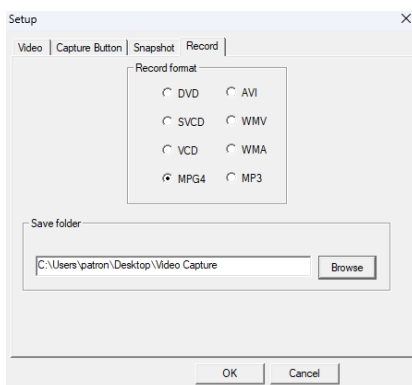 Setup
Video Capture Button Snapshot Record
Record format
DVD AVI
SVCD WMV
VCD WMA
MPG4 MP3
Save folder
C:\Users\patron\Desktop\Video Capture Browse
OK Cancel